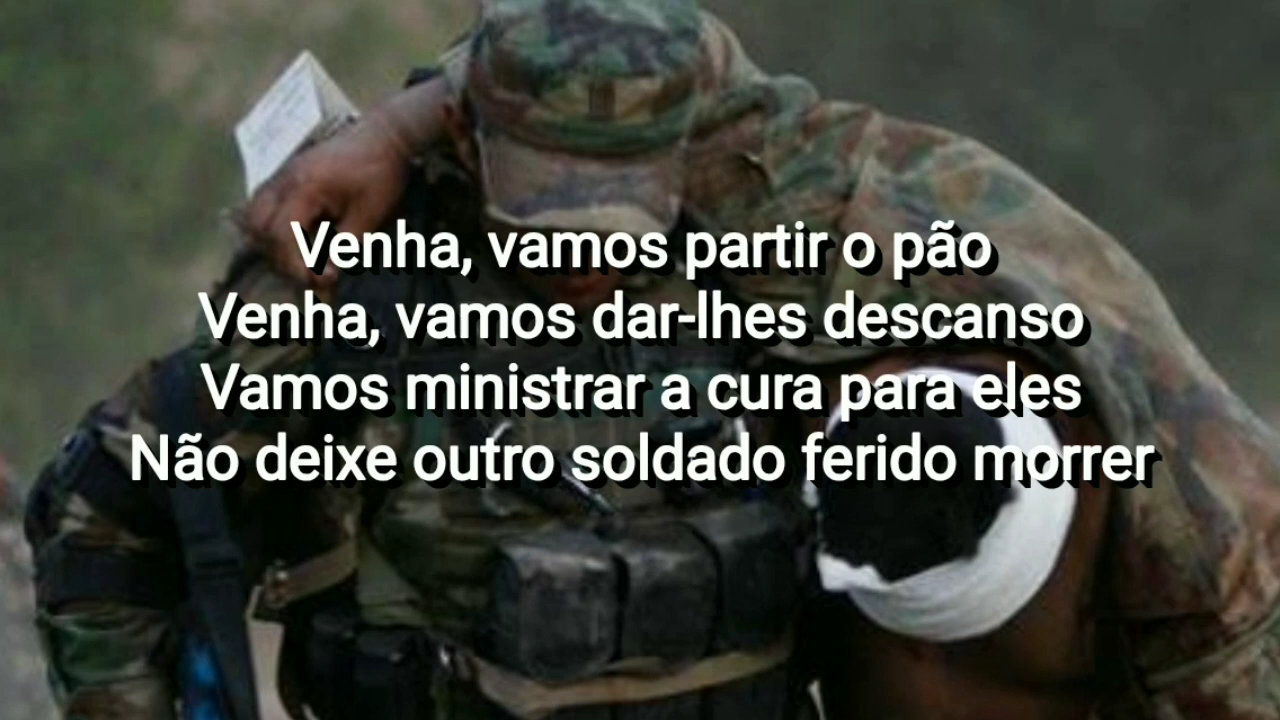 Venha, vamos partir o pão
Venha, vamos dar-lhes descanso
Vamos ministrar a cura para eles
Não deixe outro soldado ferido morrer